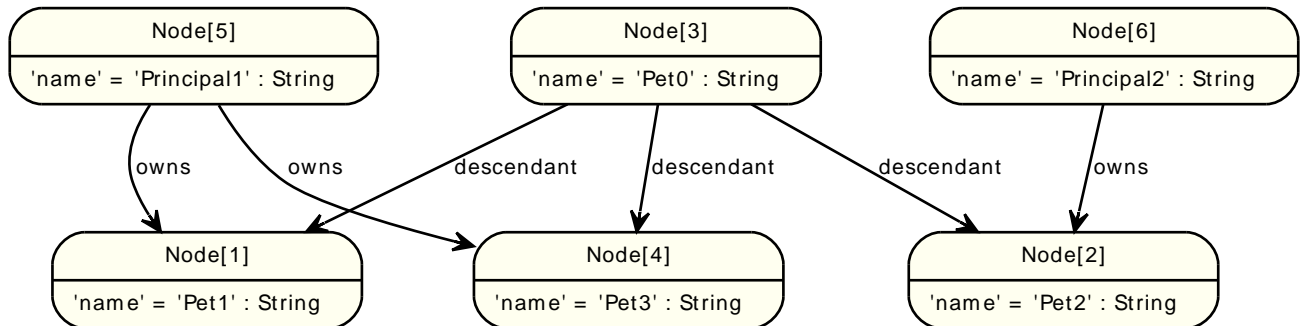 Node[5]
'name' = 'Principal1' : String
Node[3]
'name' = 'Pet0' : String
Node[6]
'name' = 'Principal2' : String
owns
owns
descendant
descendant
descendant
owns
Node[1]
'name' = 'Pet1' : String
Node[4]
'name' = 'Pet3' : String
Node[2]
'name' = 'Pet2' : String